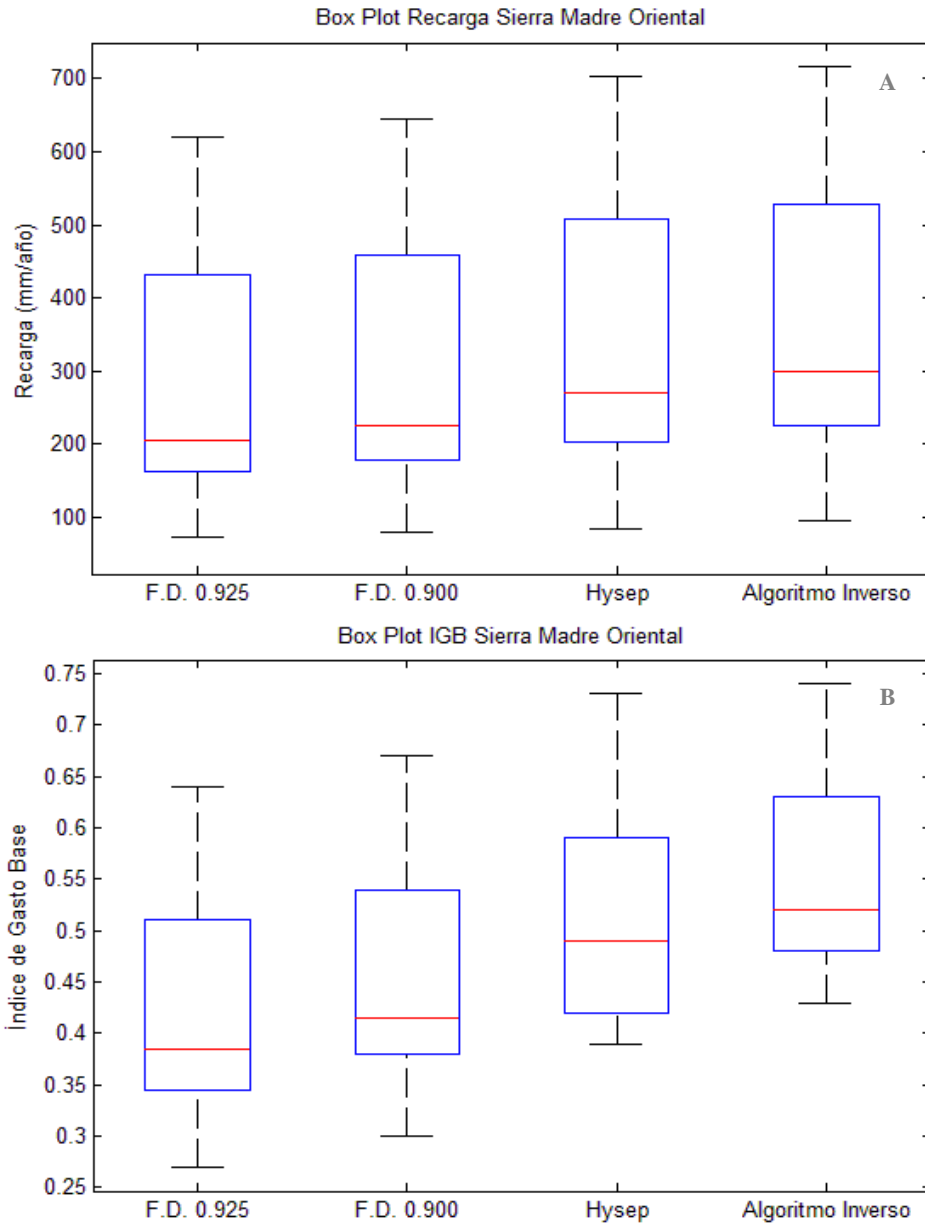 Box Plot Recarga Sierra Madre Oriental
A
700
600
500
400
300
200
100
Recarga (mm/año)
F.D. 0.925 F.D. 0.900 Hysep Algoritmo Inverso
Box Plot IGB Sierra Madre Oriental
B
0.75
0.7
0.65
0.6
0.55
0.5
0.45
0.4
0.35
0.3
0.25
Índice de Gasto Base
F.D. 0.925 F.D. 0.900 Hysep Algoritmo Inverso